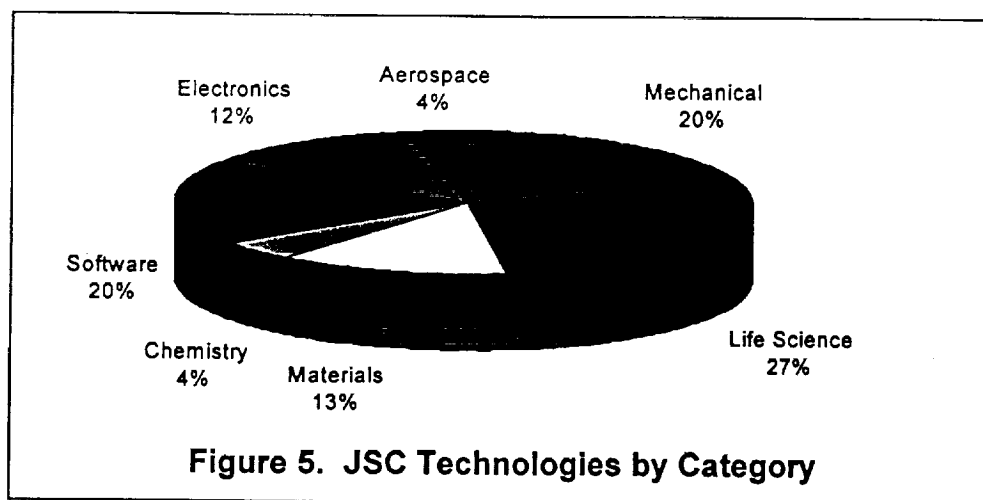 Aerospace
4%
Electronics
12%
Mechanical
20%
Software
20%
Chemistry
4%
Materials
13%
Life Science
27%
Figure 5. JSC Technologies by Category